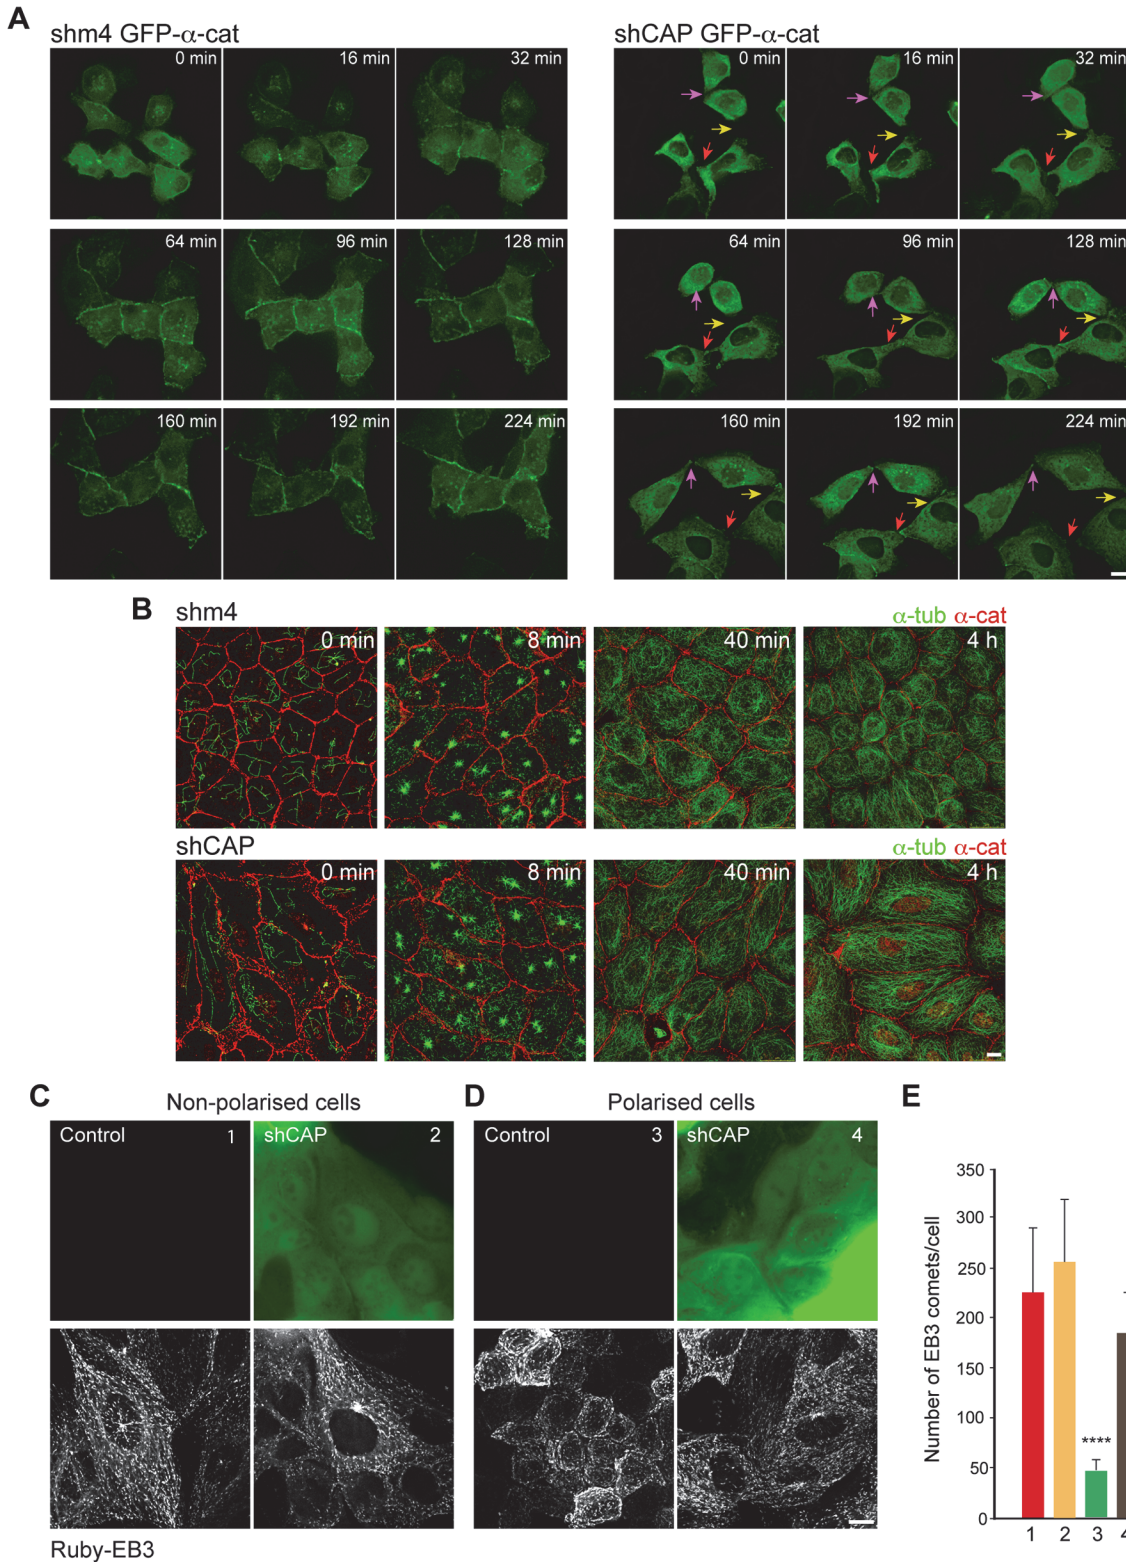 A
shm4 GFP-α-cat
shCAP GFP-α-cat
0 min
16 min
32 min
0 min
16 min
32 min
64 min
96 min
128 min
64 min
96 min
128 min
160 min
192 min
224 min
160 min
192 min
224 min
B
shm4
α-tub α-cat
0 min
8 min
40 min
4 h
shCAP
α-tub α-cat
0 min
8 min
40 min
4 h
C
Non-polarised cells
D
Polarised cells
E
Control 1
shCAP 2
Control 3
shCAP 4
Ruby-EB3
Number of EB3 comets/cell
350
300
250
200
150
100
50
0
****
1 2 3 4